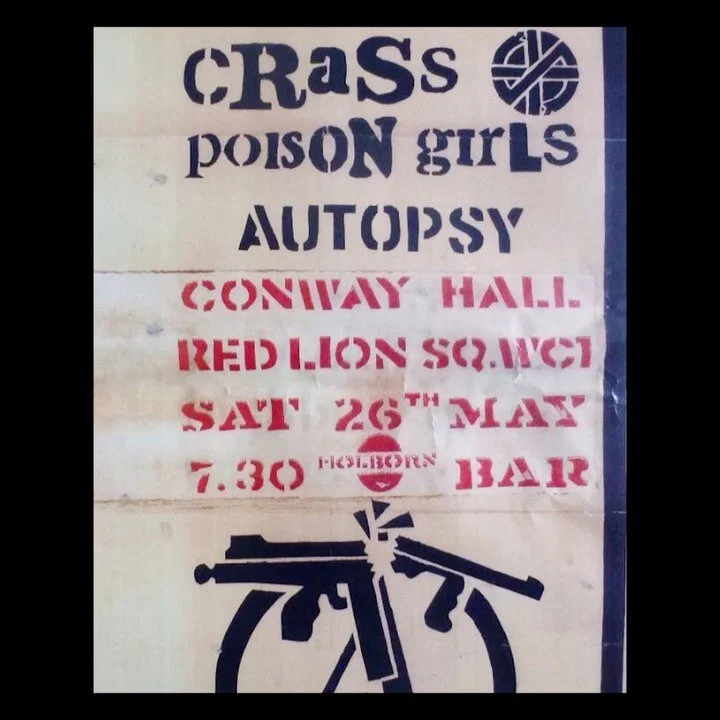 CRaSS
poISON gIrLS
AUTOPSY
CONWAY HALL
RED LION SQ. WC1
SAT 26TH MAY
7.30 HOLBORN BAR